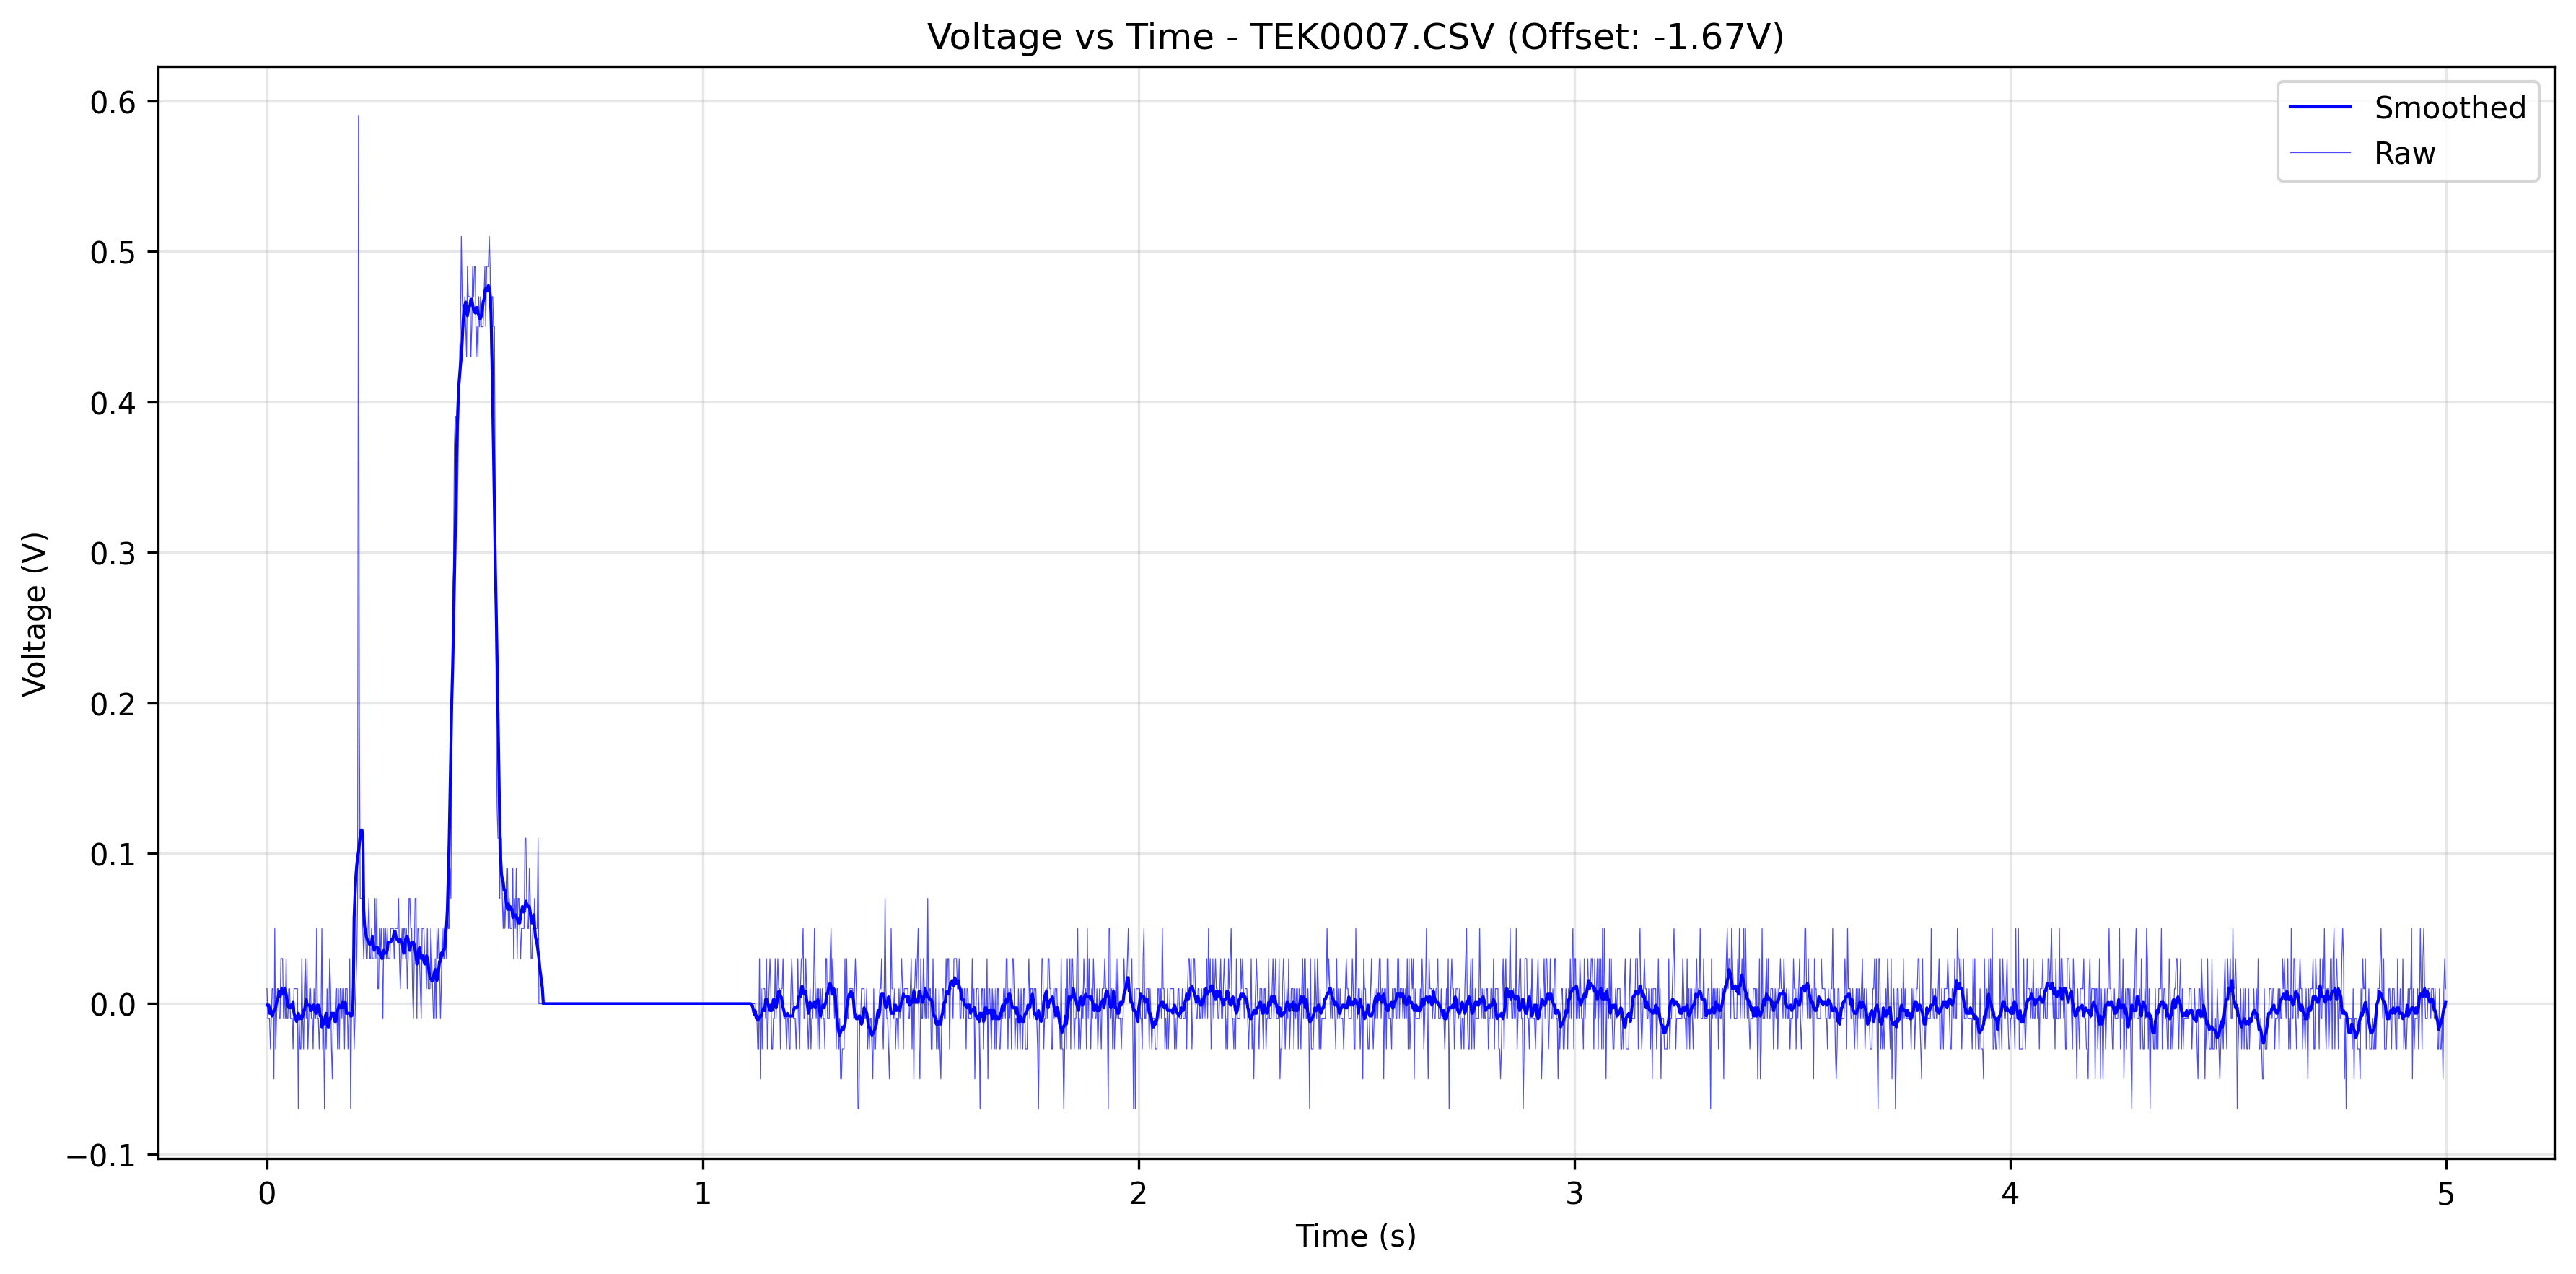 Voltage vs Time - TEK0007.CSV (Offset: -1.67V)
Smoothed
Raw
Voltage (V)
0.6
0.5
0.4
0.3
0.2
0.1
0.0
−0.1
0 1 2 3 4 5
Time (s)